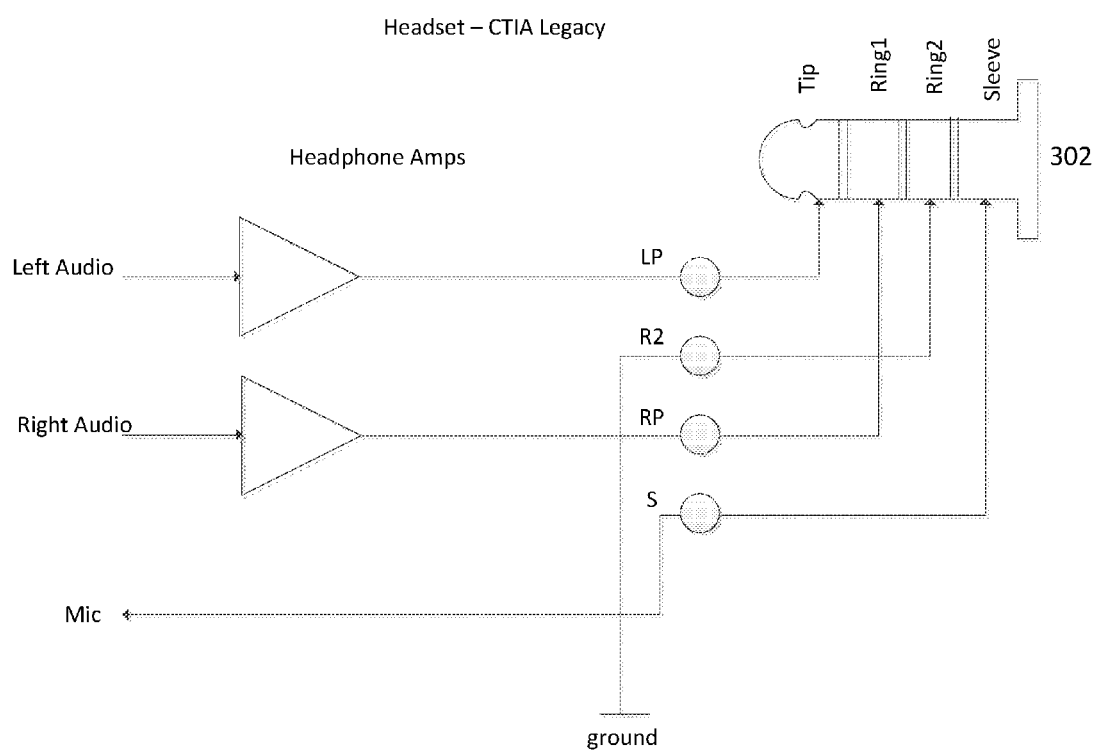 Headset – CTIA Legacy
Tip
Ring1
Ring2
Sleeve
302
Headphone Amps
Left Audio
LP
R2
Right Audio
RP
S
Mic
ground